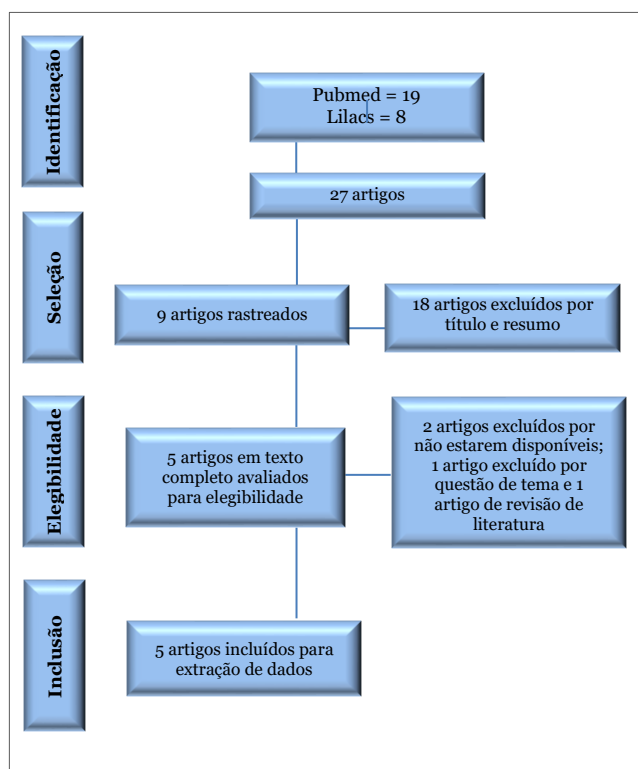 Identificação
Pubmed = 19
Lilacs = 8
27 artigos
Seleção
9 artigos rastreados
18 artigos excluídos por
título e resumo
Elegibilidade
5 artigos em texto
completo avaliados
para elegibilidade
2 artigos excluídos por
não estarem disponíveis;
1 artigo excluído por
questão de tema e 1
artigo de revisão de
literatura
Inclusão
5 artigos incluídos para
extração de dados